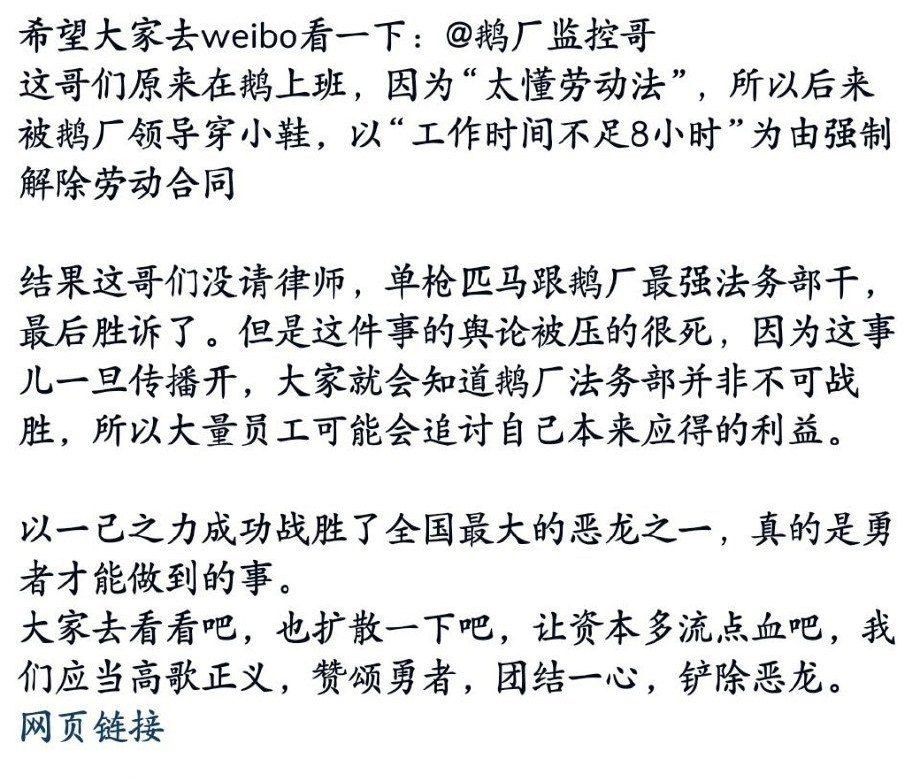 希望大家去weibo看一下：@鹅厂监控哥
这哥们原来在鹅上班，因为“太懂劳动法”，所以后来
被鹅厂领导穿小鞋，以“工作时间不足8小时”为由强制
解除劳动合同
结果这哥们没请律师，单枪匹马跟鹅厂最强法务部干，
最后胜诉了。但是这件事的舆论被压的很死，因为这事
儿一旦传播开，大家就会知道鹅厂法务部并非不可战
胜，所以大量员工可能会追讨自己本来应得的利益。
以一己之力成功战胜了全国最大的恶龙之一，真的是勇
者才能做到的事。
大家去看看吧，也扩散一下吧，让资本多流点血吧，我
们应当高歌正义，赞颂勇者，团结一心，铲除恶龙。
网页链接